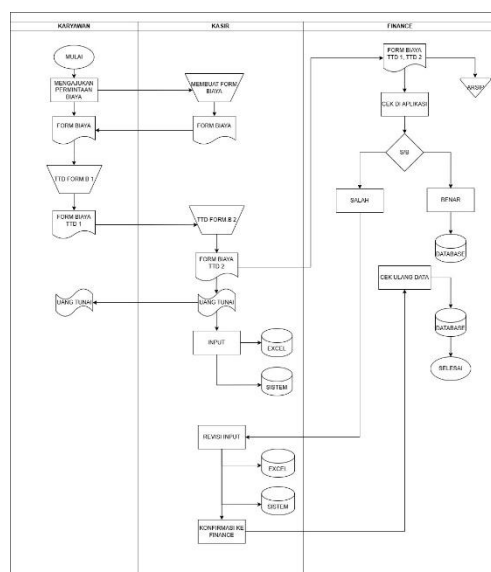 KARYAWAN
KASIR
FINANCE
MULAI
MENGAJUKAN
PERMINTAAN
BIAYA
MEMBUAT FORM
BIAYA
FORM BIAYA
TTD 1, TTD 2
ARSIP
CEK DI APLIKASI
FORM BIAYA
FORM BIAYA
S/B
TTD FORM.B 1
SALAH
BENAR
FORM BIAYA
TTD 1
TTD FORM.B 2
DATABASE
FORM BIAYA
TTD 2
CEK ULANG DATA
UANG TUNAI
UANG TUNAI
DATABASE
INPUT
EXCEL
SELESAI
SISTEM
REVISI INPUT
EXCEL
SISTEM
KONFIRMASI KE
FINANCE